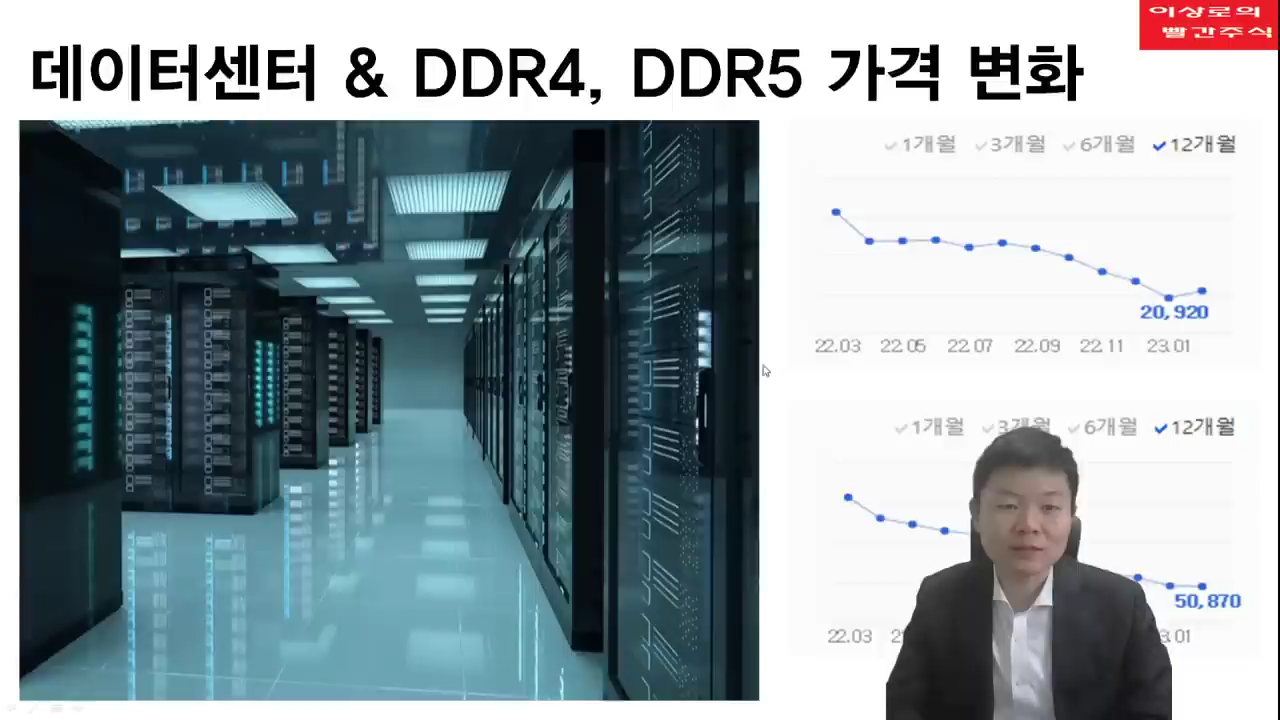 이상로의
빨간주식
데이터센터 & DDR4, DDR5 가격 변화
1개월 3개월 6개월 12개월
20,920
22.03 22.05 22.07 22.09 22.11 23.01
1개월 3개월 6개월 12개월
50,870
22.03